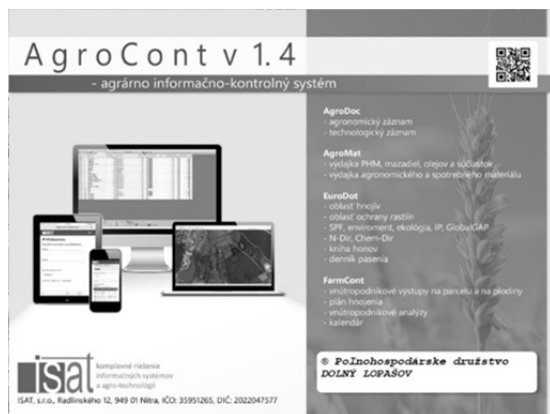 AgroCont v 1.4
- agrárno informačno-kontrolný systém
AgroDoc
- agronomický záznam
- technologický záznam
AgroMat
- výdajka PHM, mazadiel, olejov a súčiastok
- výdajka agronomického a spotrebného materiálu
EuroDot
- oblasť hnojív
- oblasť ochrany rastlín
- SPF, enviroment, ekológia, IP, GlobalGAP
- N-Dir, Chem-Dir
- kniha honov
- denník pasenia
FarmCont
- vnútropodnikové výstupy na parcelu a na plodiny
- plán hnojenia
- vnútropodnikové analýzy
- kalendár
isat
komplexné riešenie
informačných systémov
a agro-technológií
ISAT, s.r.o., Radlinského 12, 949 01 Nitra, IČO: 35951265, DIČ: 2022047577
® Poľnohospodárske družstvo
DOLNÝ LOPAŠOV